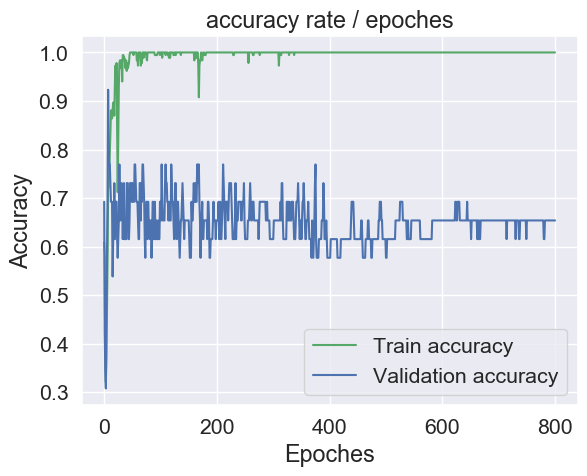 accuracy rate / epoches
1.0
0.9
0.8
0.7
0.6
0.5
0.4
0.3
Accuracy
Train accuracy
Validation accuracy
0
200
400
600
800
Epoches